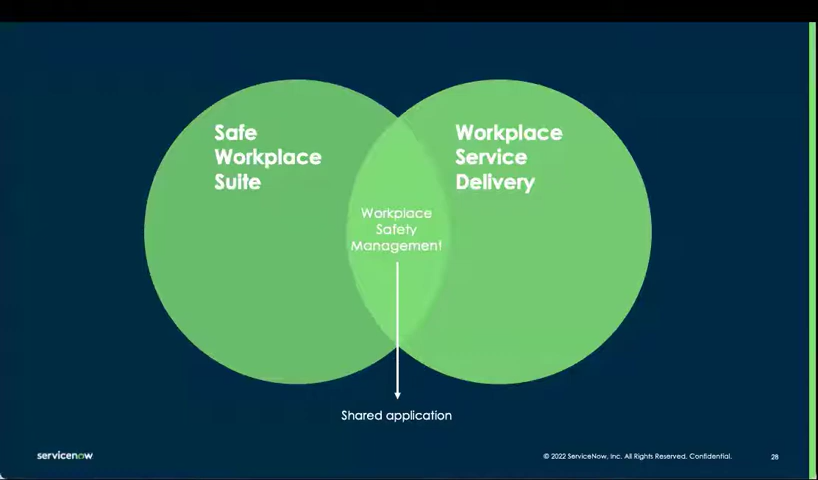 Safe
Workplace
Suite
Workplace
Service
Delivery
Workplace
Safety
Management
Shared application
servicenow
© 2022 ServiceNow, Inc. All Rights Reserved. Confidential.
28